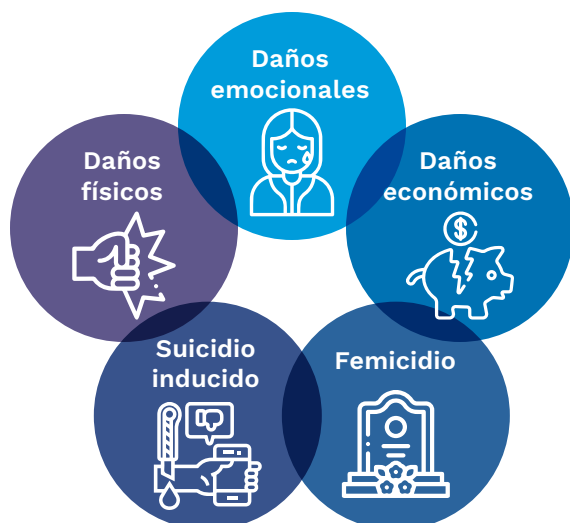 Daños
emocionales
Daños
físicos
Daños
económicos
$
Suicidio
inducido
Femicidio